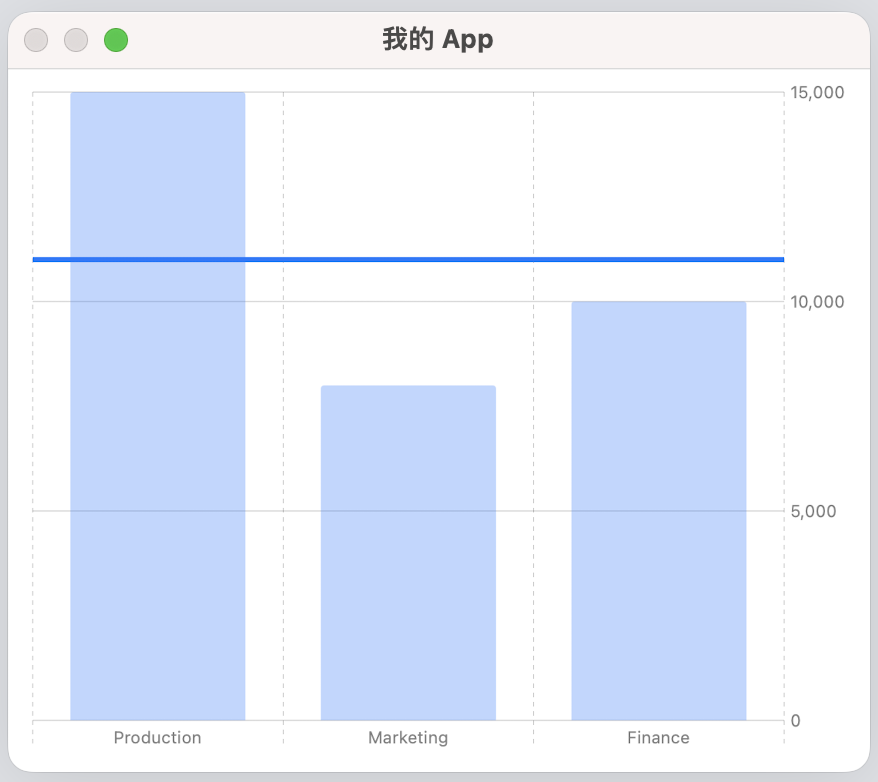 我的 App
15,000
10,000
5,000
0
Production Marketing Finance